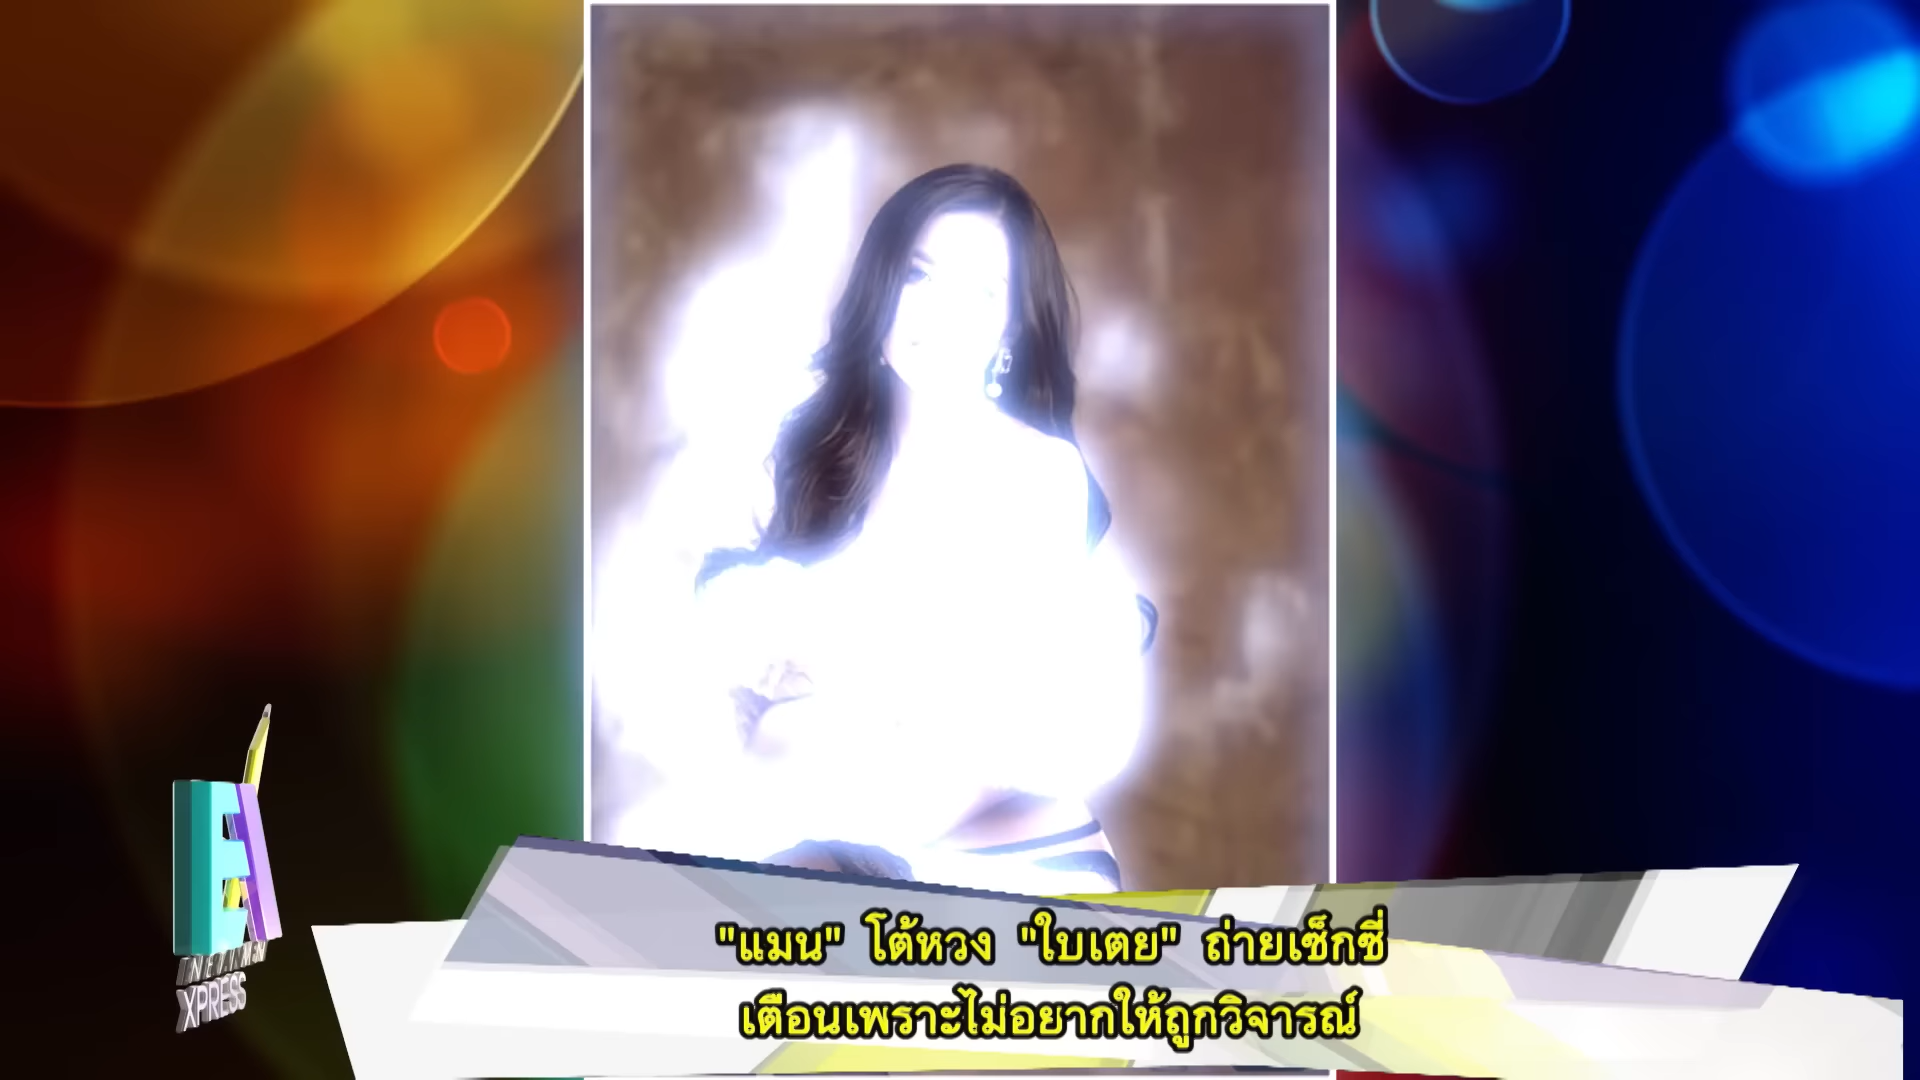 "แมน" โต้หวง "ใบเตย" ถ่ายเซ็กซี่
เตือนเพราะไม่อยากให้ถูกวิจารณ์
XPRESS